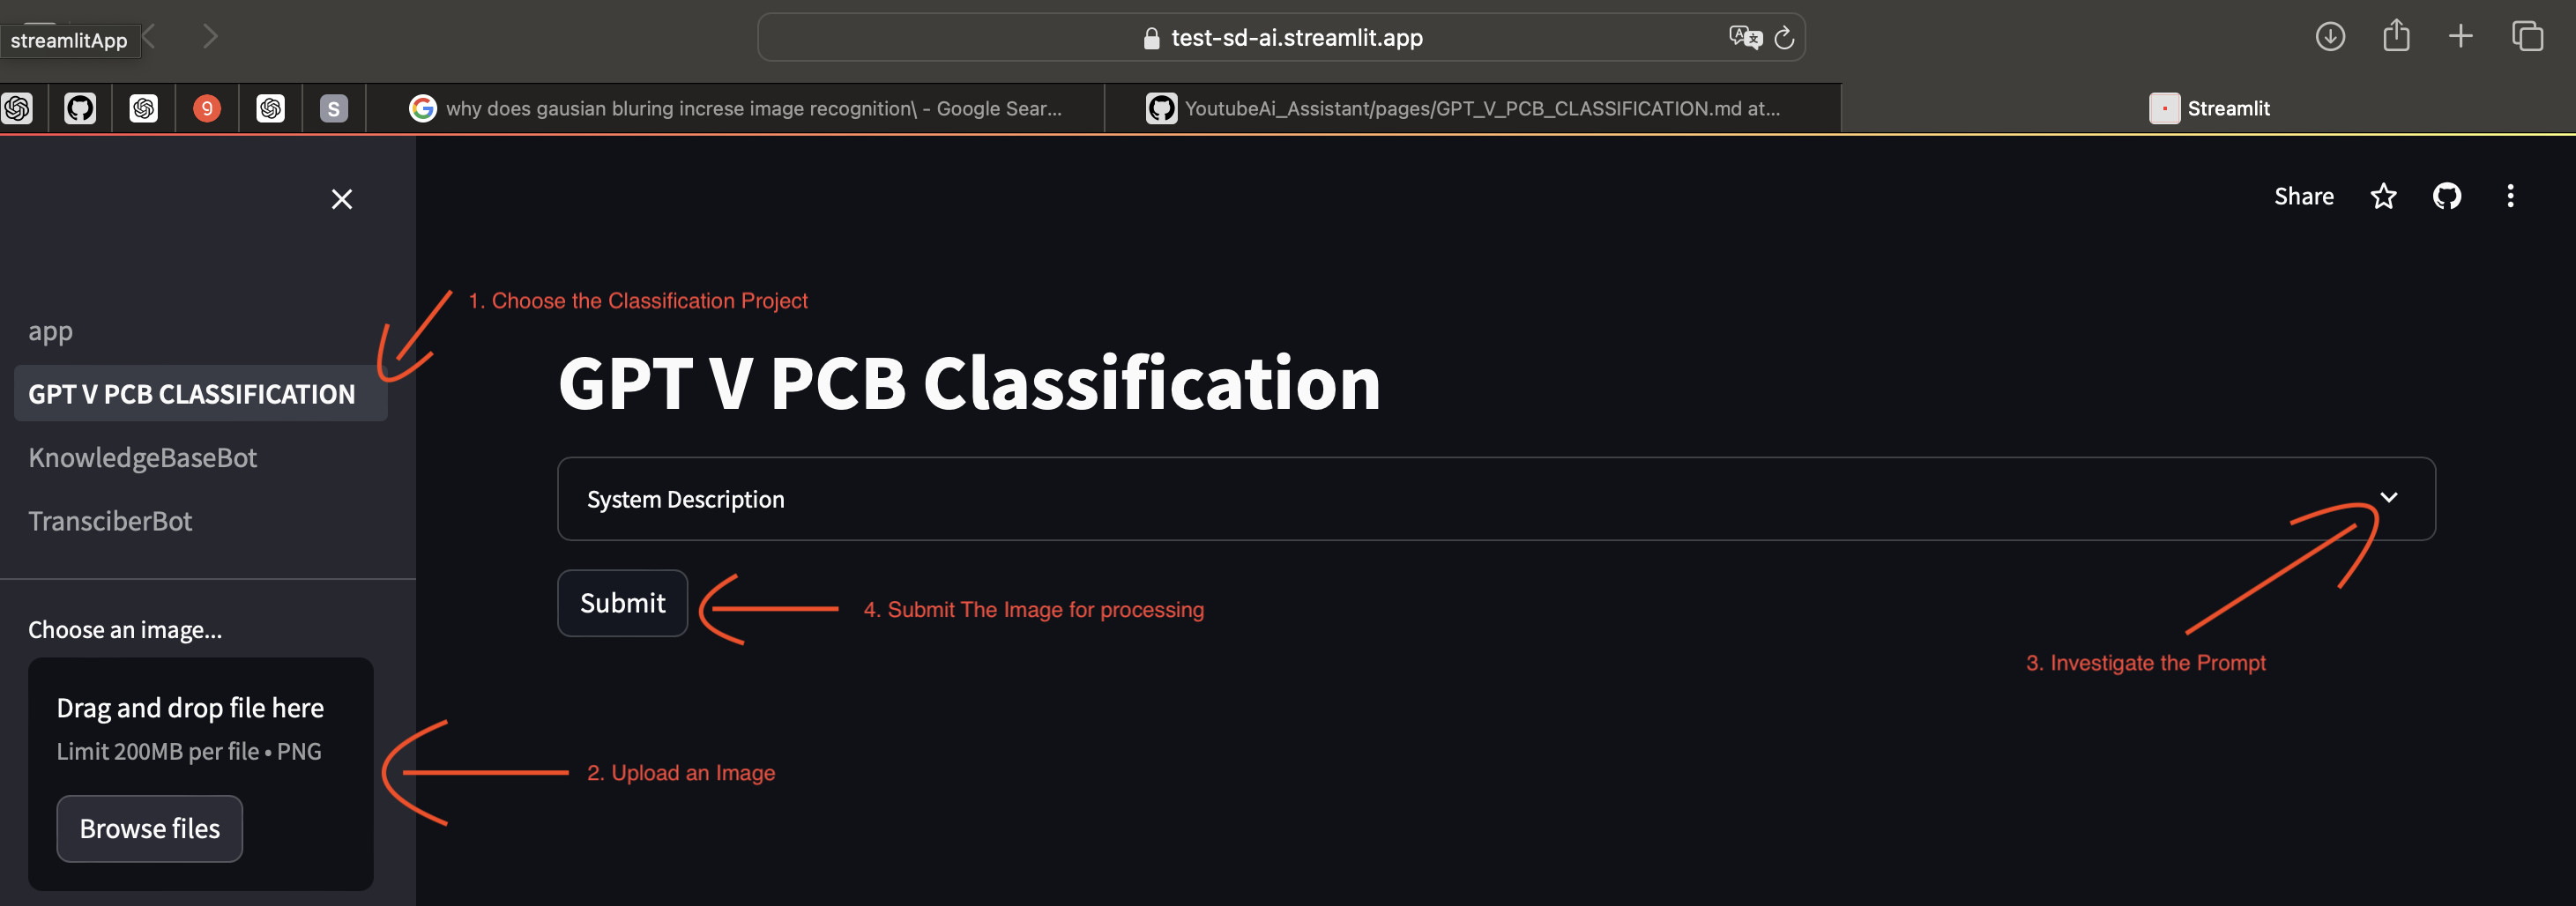 streamlitApp
test-sd-ai.streamlit.app
9
S
why does gausian bluring increse image recognition\ - Google Sear...
YoutubeAi_Assistant/pages/GPT_V_PCB_CLASSIFICATION.md at...
Streamlit
Share
1. Choose the Classification Project
app
GPT V PCB CLASSIFICATION
KnowledgeBaseBot
TransciberBot
GPT V PCB Classification
System Description
Submit
4. Submit The Image for processing
3. Investigate the Prompt
Choose an image...
Drag and drop file here
Limit 200MB per file • PNG
Browse files
2. Upload an Image